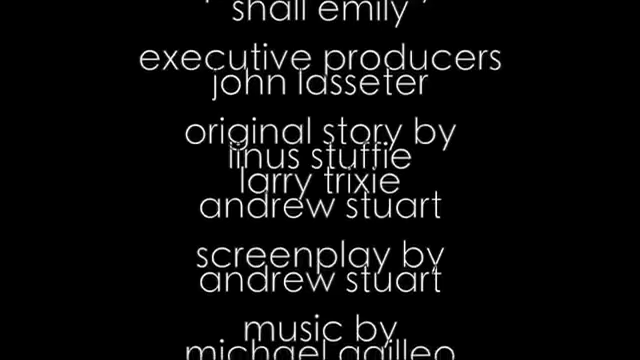 shall emily
executive producers
john lasseter
original story by
linus stuffie
larry trixie
andrew stuart
screenplay by
andrew stuart
music by
michael agilleo